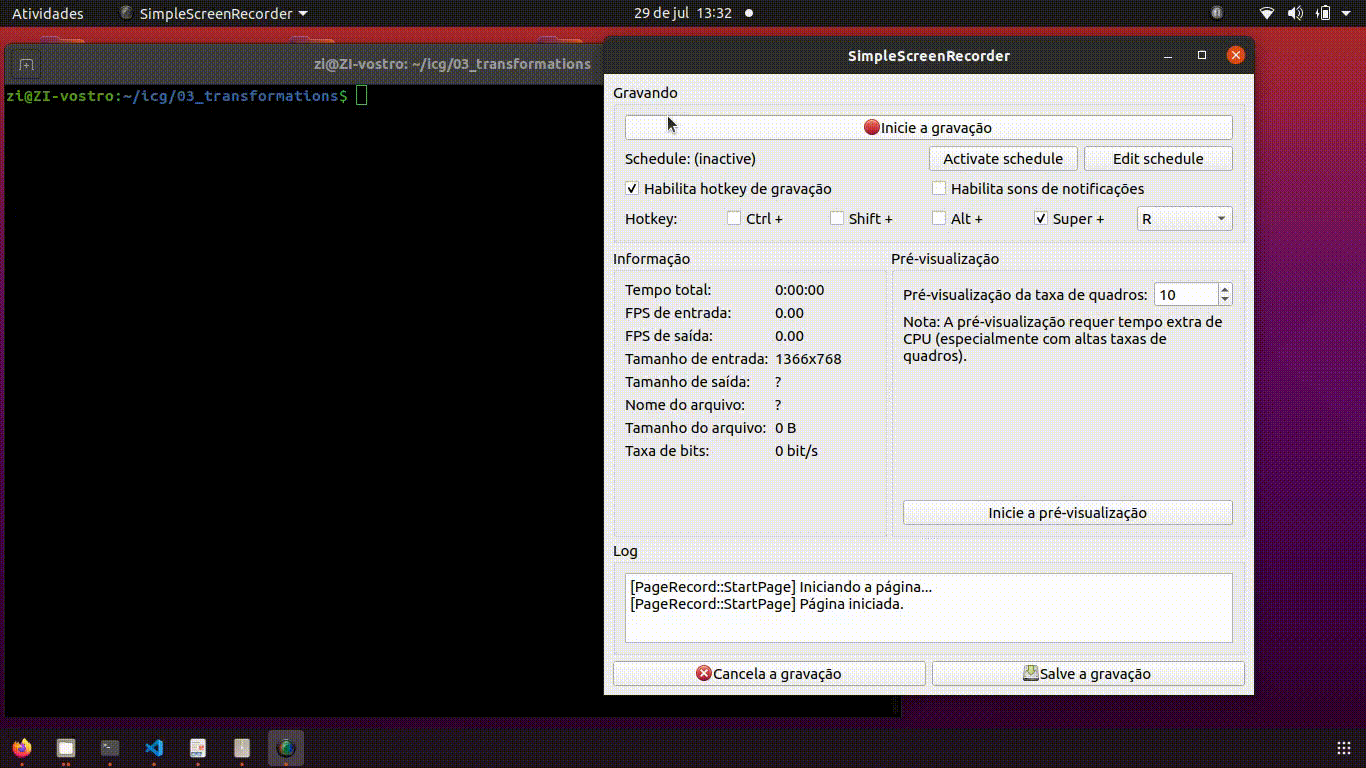 Atividades
SimpleScreenRecorder
29 de jul 13:32
zi@ZI-vostro: ~/icg/03_transformations
zi@ZI-vostro:~/icg/03_transformations$
SimpleScreenRecorder
Gravando
Inicie a gravação
Schedule: (inactive)
Activate schedule
Edit schedule
Habilita hotkey de gravação
Habilita sons de notificações
Hotkey:
Ctrl +
Shift +
Alt +
Super +
R
Informação
Tempo total: 0:00:00
FPS de entrada: 0.00
FPS de saída: 0.00
Tamanho de entrada: 1366x768
Tamanho de saída: ?
Nome do arquivo: ?
Tamanho do arquivo: 0 B
Taxa de bits: 0 bit/s
Pré-visualização
Pré-visualização da taxa de quadros: 10
Nota: A pré-visualização requer tempo extra de
CPU (especialmente com altas taxas de
quadros).
Inicie a pré-visualização
Log
[PageRecord::StartPage] Iniciando a página...
[PageRecord::StartPage] Página iniciada.
Cancela a gravação
Salve a gravação